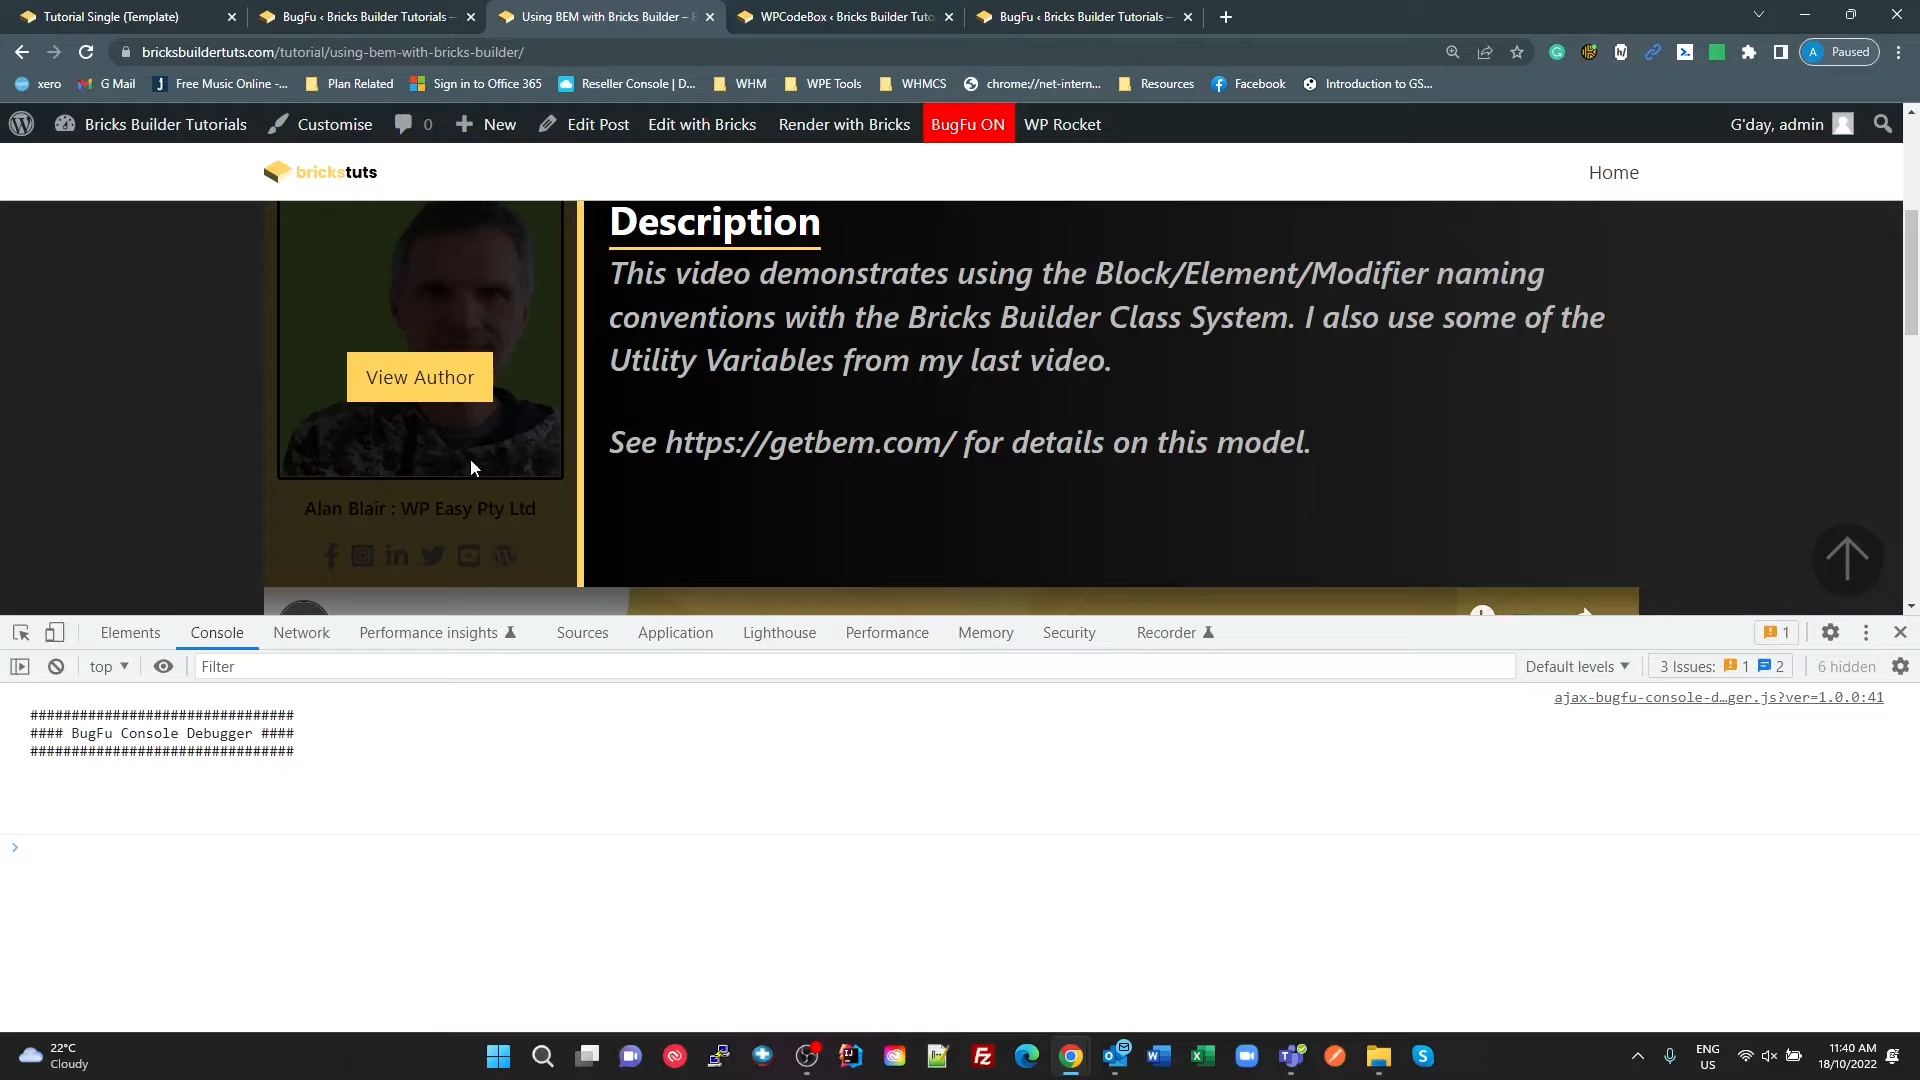 Tutorial Single (Template)
BugFu ‹ Bricks Builder Tutorials —
Using BEM with Bricks Builder –
WPCodeBox ‹ Bricks Builder Tuto
BugFu ‹ Bricks Builder Tutorials —
bricksbuildertuts.com/tutorial/using-bem-with-bricks-builder/
A Paused
xero
G Mail
Free Music Online -...
Plan Related
Sign in to Office 365
Reseller Console | D...
WHM
WPE Tools
WHMCS
chrome://net-intern...
Resources
Facebook
Introduction to GS...
Bricks Builder Tutorials
Customise
0
New
Edit Post
Edit with Bricks
Render with Bricks
BugFu ON
WP Rocket
G'day, admin
brickstuts
Home
Description
This video demonstrates using the Block/Element/Modifier naming
conventions with the Bricks Builder Class System. I also use some of the
Utility Variables from my last video.
See https://getbem.com/ for details on this model.
View Author
Alan Blair : WP Easy Pty Ltd
Elements
Console
Network
Performance insights
Sources
Application
Lighthouse
Performance
Memory
Security
Recorder
1
top
Filter
Default levels
3 Issues: 1 2
6 hidden
ajax-bugfu-console-d…ger.js?ver=1.0.0:41
################################
#### BugFu Console Debugger ####
################################
22°C
Cloudy
ENG
US
11:40 AM
18/10/2022